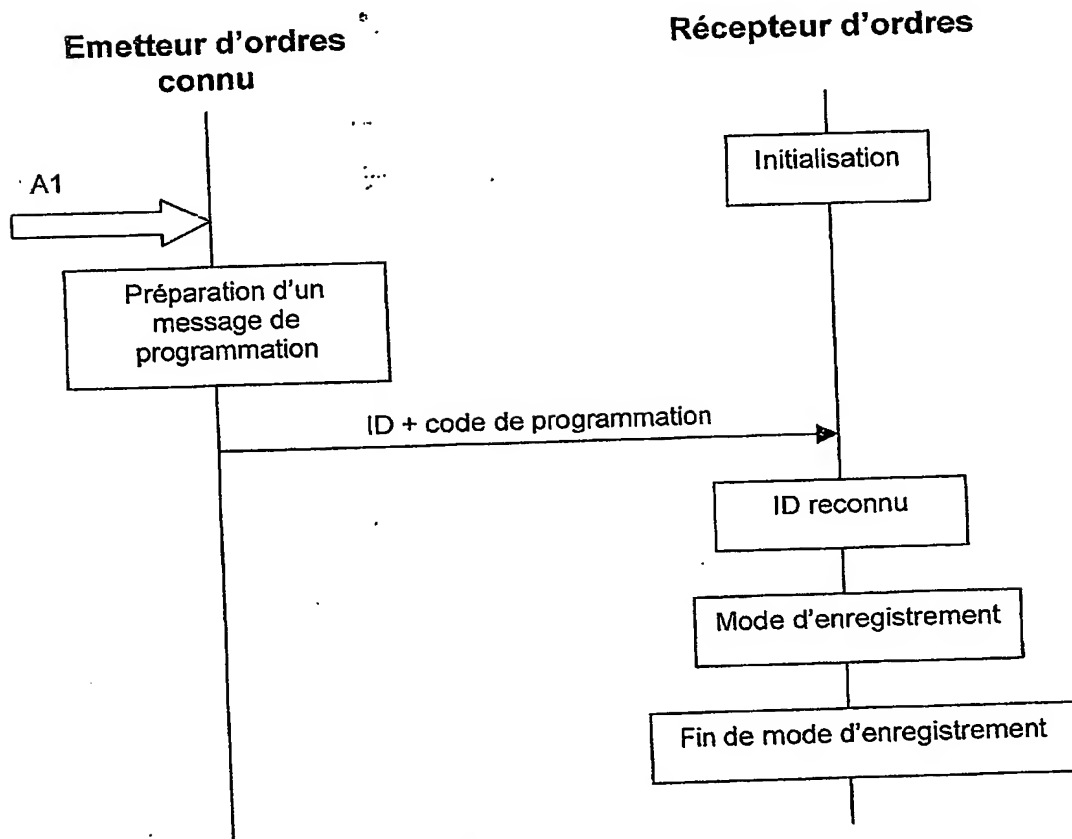 Emetteur d'ordres
connu
Récepteur d'ordres
Initialisation
A1
Préparation d'un
message de
programmation
ID + code de programmation
ID reconnu
Mode d'enregistrement
Fin de mode d'enregistrement